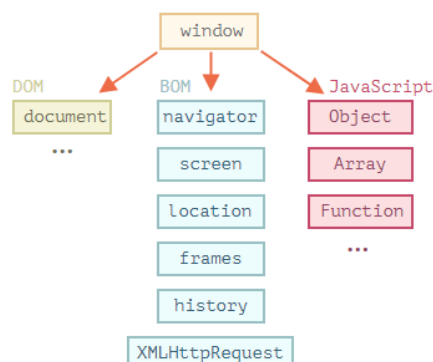 window
DOM
document
...
BOM
navigator
screen
location
frames
history
XMLHttpRequest
JavaScript
Object
Array
Function
...